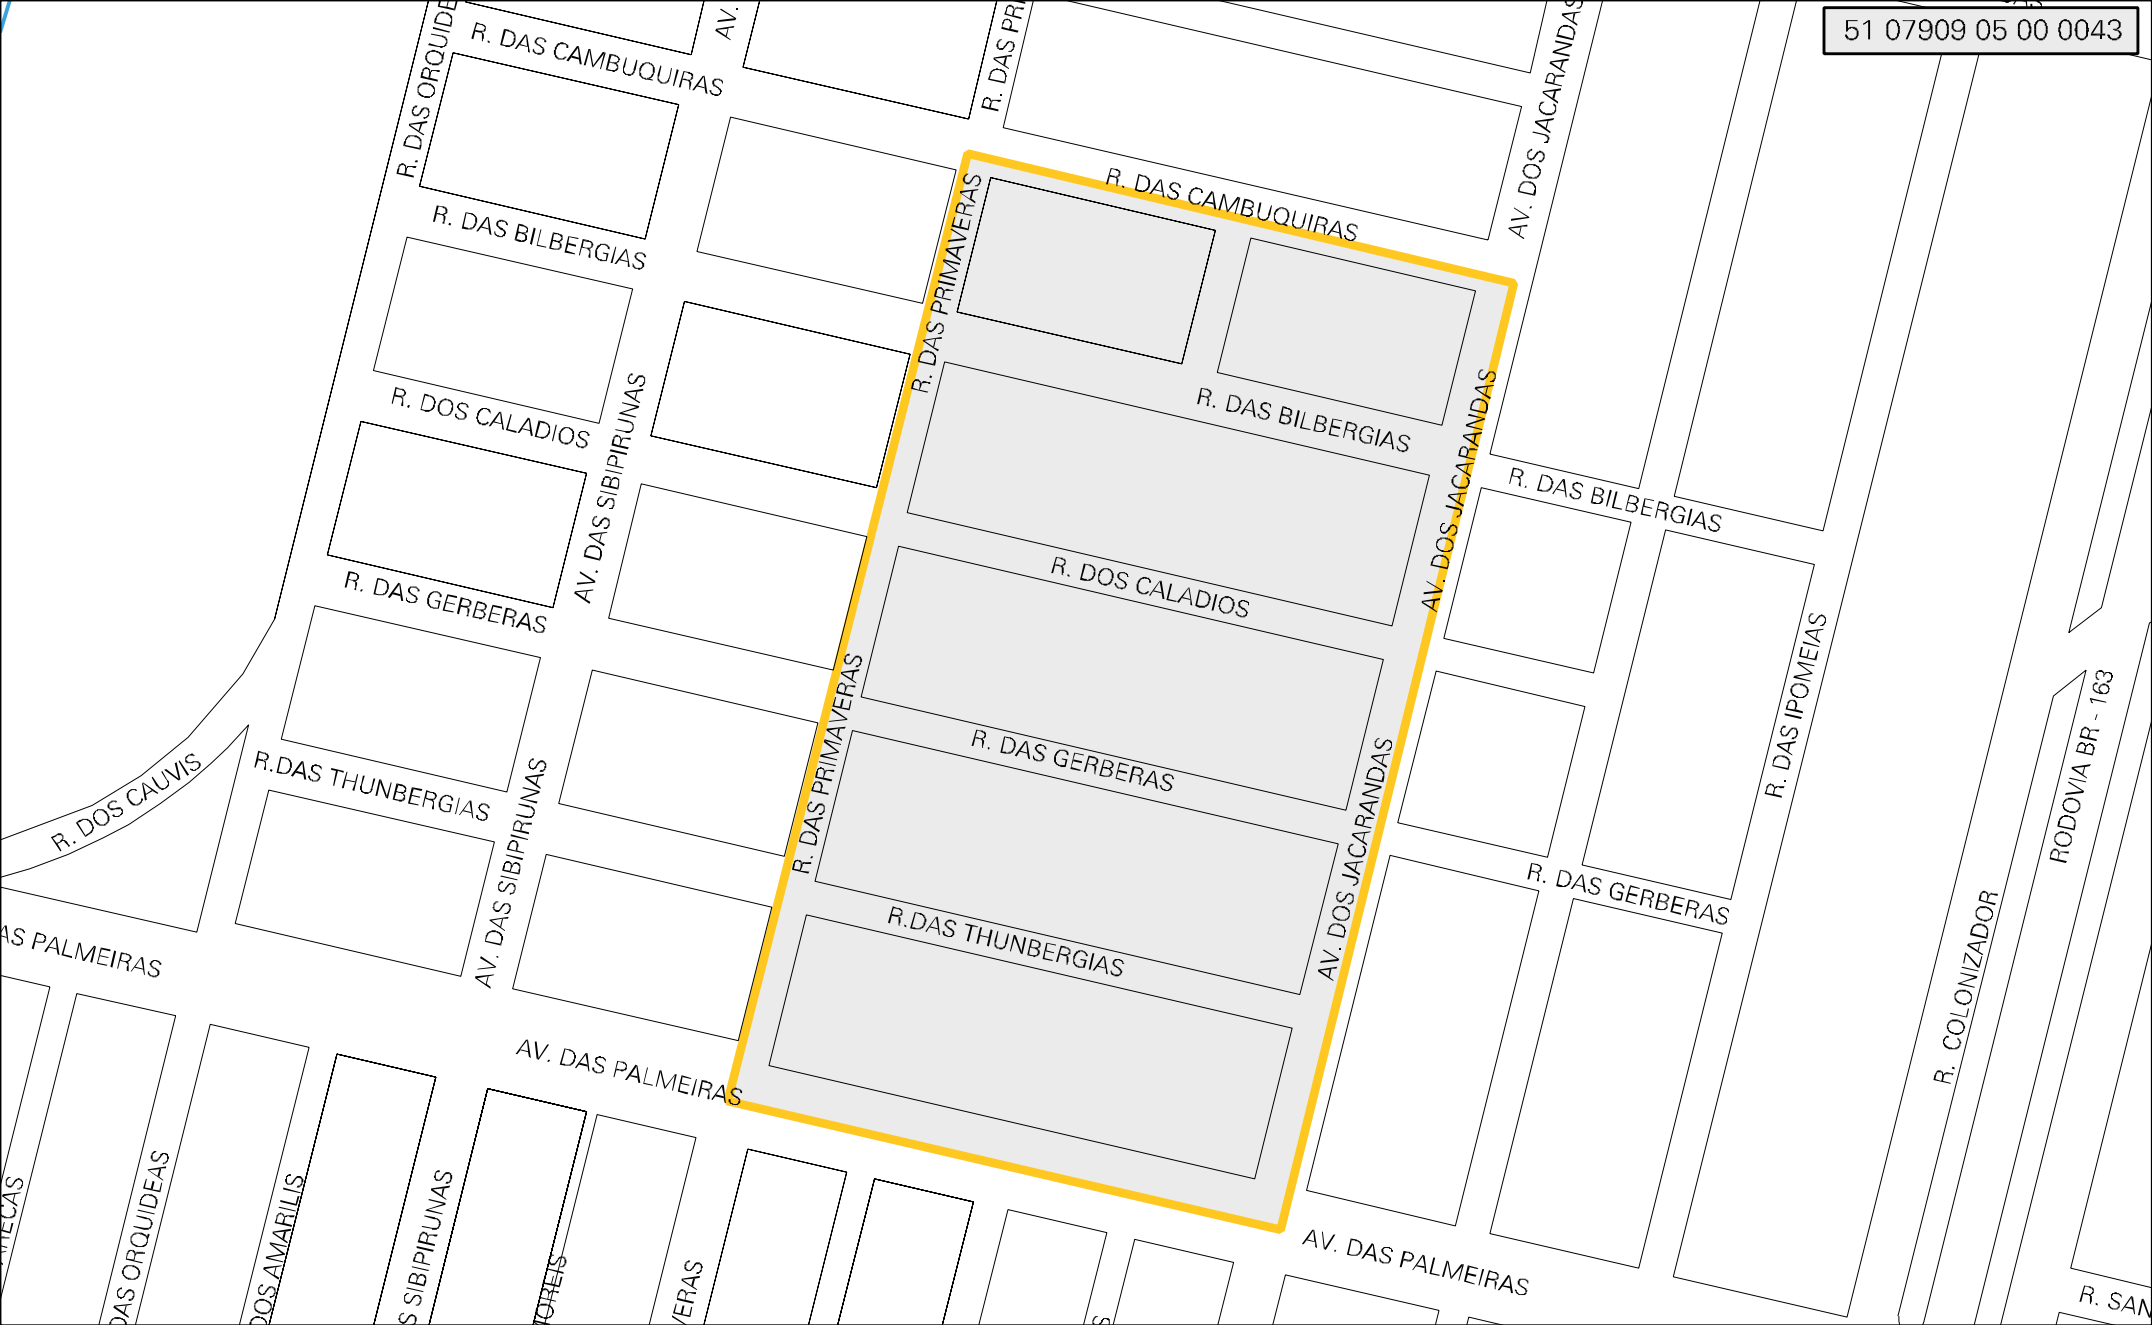 51 07909 05 00 0043
R. DAS ORQUIDE
R. DAS CAMBUQUIRAS
AV.
R. DAS PRI
AV. DOS JACARANDAS
R. DAS CAMBUQUIRAS
R. DAS PRIMAVERAS
R. DAS BILBERGIAS
R. DOS CALADIOS
AV. DAS SIBIPIRUNAS
R. DAS BILBERGIAS
AV. DOS JACARANDAS
R. DAS BILBERGIAS
R. DAS GERBERAS
R. DOS CALADIOS
R. DAS IPOMEIAS
RODOVIA BR - 163
R. DAS PRIMAVERAS
R. DAS GERBERAS
R. DOS CAUVIS
R.DAS THUNBERGIAS
AV. DAS SIBIPIRUNAS
AV. DOS JACARANDAS
R. DAS GERBERAS
R.DAS THUNBERGIAS
R. COLONIZADOR
AS PALMEIRAS
AV. DAS PALMEIRAS
AV. DAS PALMEIRAS
DAS ORQUIDEAS
DOS AMARILIS
S SIBIPIRUNAS
MOREIS
VERAS
S
R. SAN